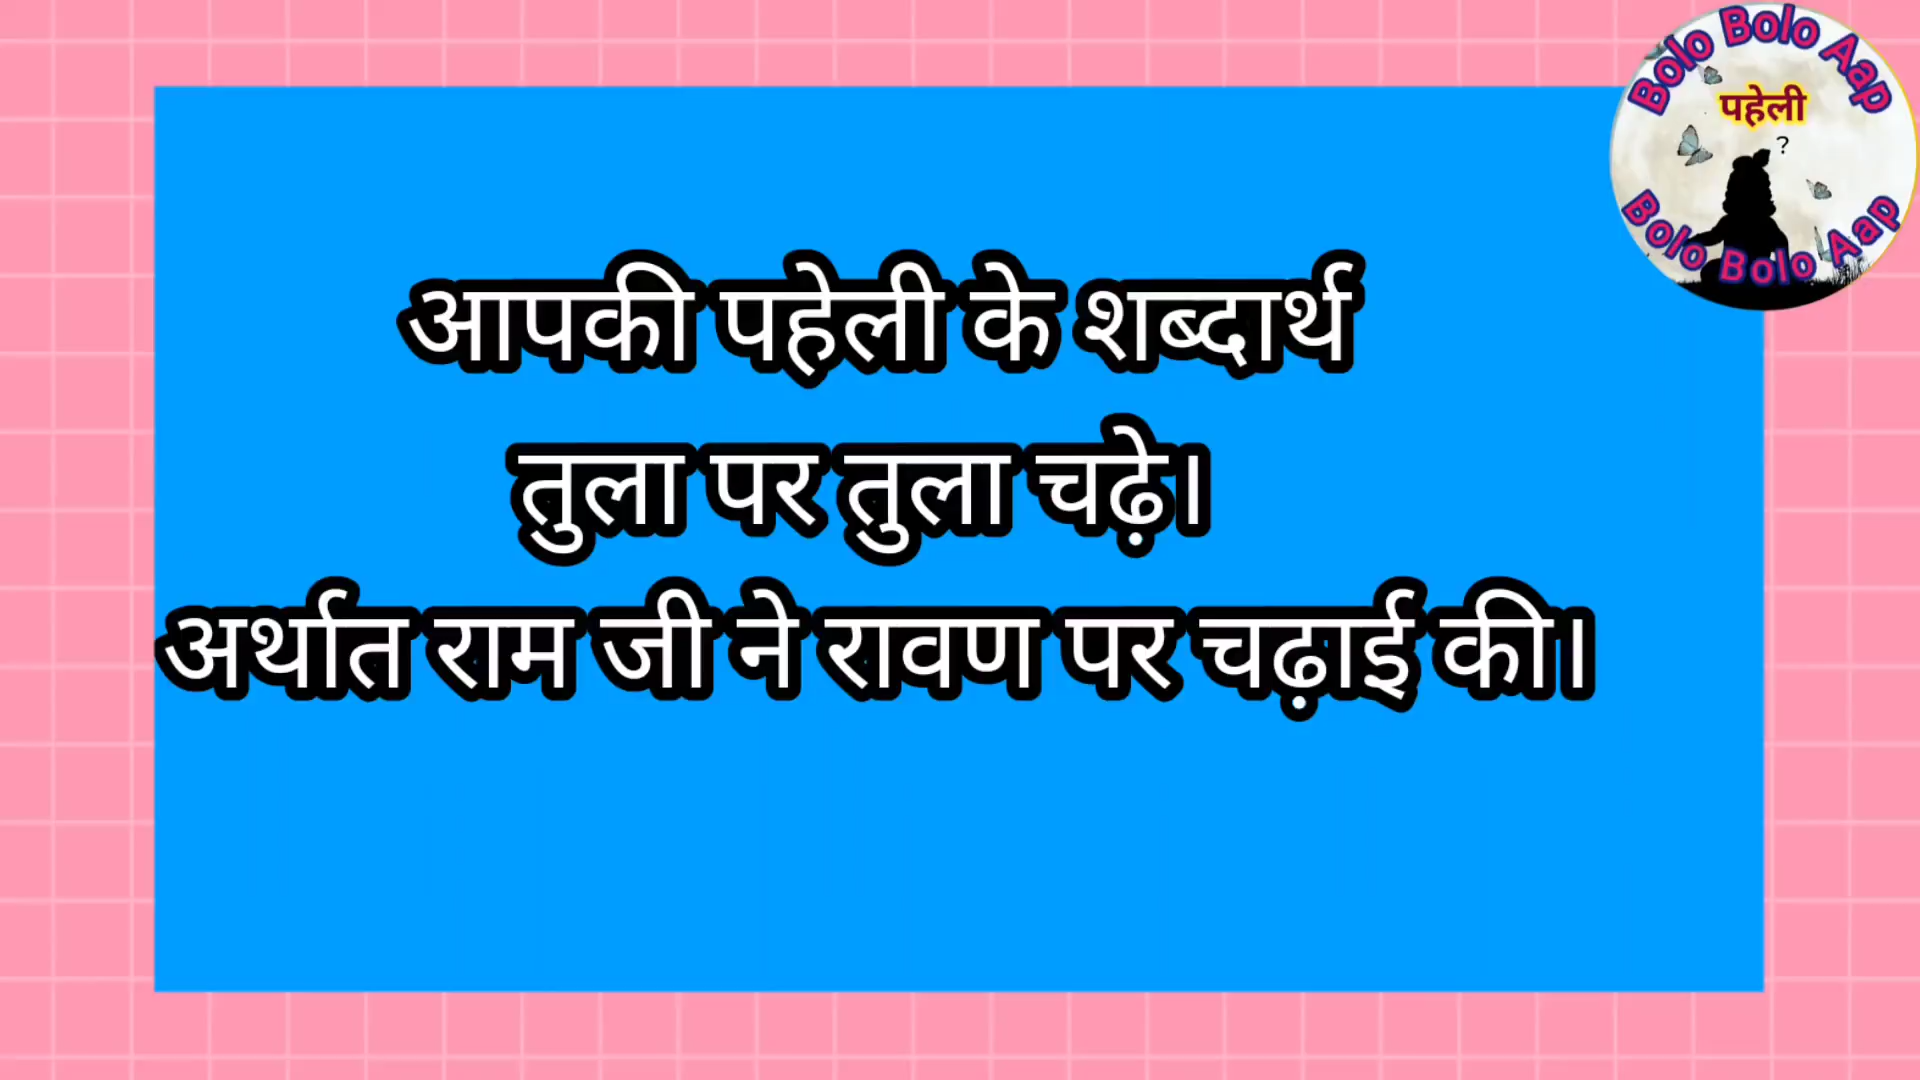 Bolo Bolo Aap
पहेली
?
Bolo Bolo Aap
आपकी पहेली के शब्दार्थ
तुला पर तुला चढ़े।
अर्थात राम जी ने रावण पर चढ़ाई की।